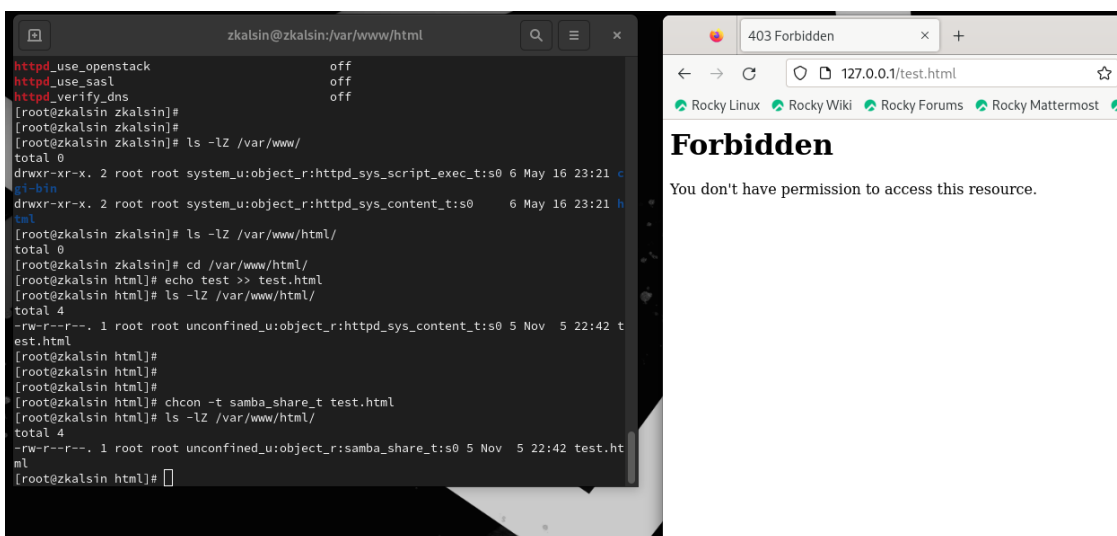 zkalsin@zkalsin:/var/www/html
httpd_use_openstack off
httpd_use_sasl off
httpd_verify_dns off
[root@zkalsin zkalsin]#
[root@zkalsin zkalsin]#
[root@zkalsin zkalsin]# ls -lZ /var/www/
total 0
drwxr-xr-x. 2 root root system_u:object_r:httpd_sys_script_exec_t:s0 6 May 16 23:21 c
gi-bin
drwxr-xr-x. 2 root root system_u:object_r:httpd_sys_content_t:s0 6 May 16 23:21 h
tml
[root@zkalsin zkalsin]# ls -lZ /var/www/html/
total 0
[root@zkalsin zkalsin]# cd /var/www/html/
[root@zkalsin html]# echo test >> test.html
[root@zkalsin html]# ls -lZ /var/www/html/
total 4
-rw-r--r--. 1 root root unconfined_u:object_r:httpd_sys_content_t:s0 5 Nov 5 22:42 t
est.html
[root@zkalsin html]#
[root@zkalsin html]#
[root@zkalsin html]#
[root@zkalsin html]# chcon -t samba_share_t test.html
[root@zkalsin html]# ls -lZ /var/www/html/
total 4
-rw-r--r--. 1 root root unconfined_u:object_r:samba_share_t:s0 5 Nov 5 22:42 test.ht
ml
[root@zkalsin html]#
403 Forbidden
127.0.0.1/test.html
Rocky Linux Rocky Wiki Rocky Forums Rocky Mattermost
Forbidden
You don't have permission to access this resource.